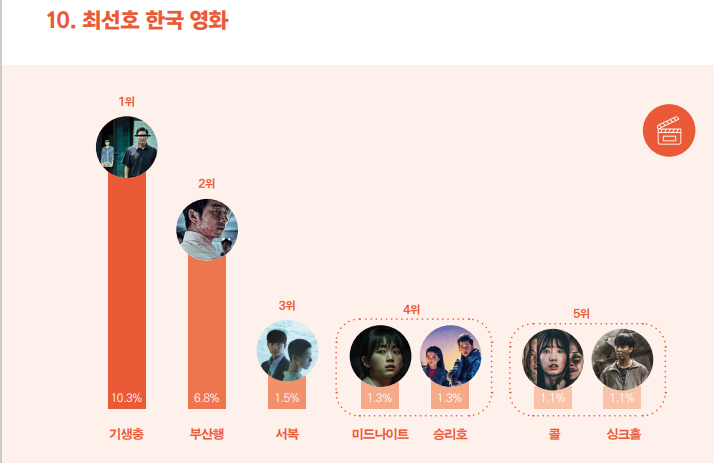 10. 최선호 한국 영화
1위
2위
3위
4위
5위
10.3%
6.8%
1.5%
1.3%
1.3%
1.1%
1.1%
기생충
부산행
서복
미드나이트
승리호
콜
싱크홀